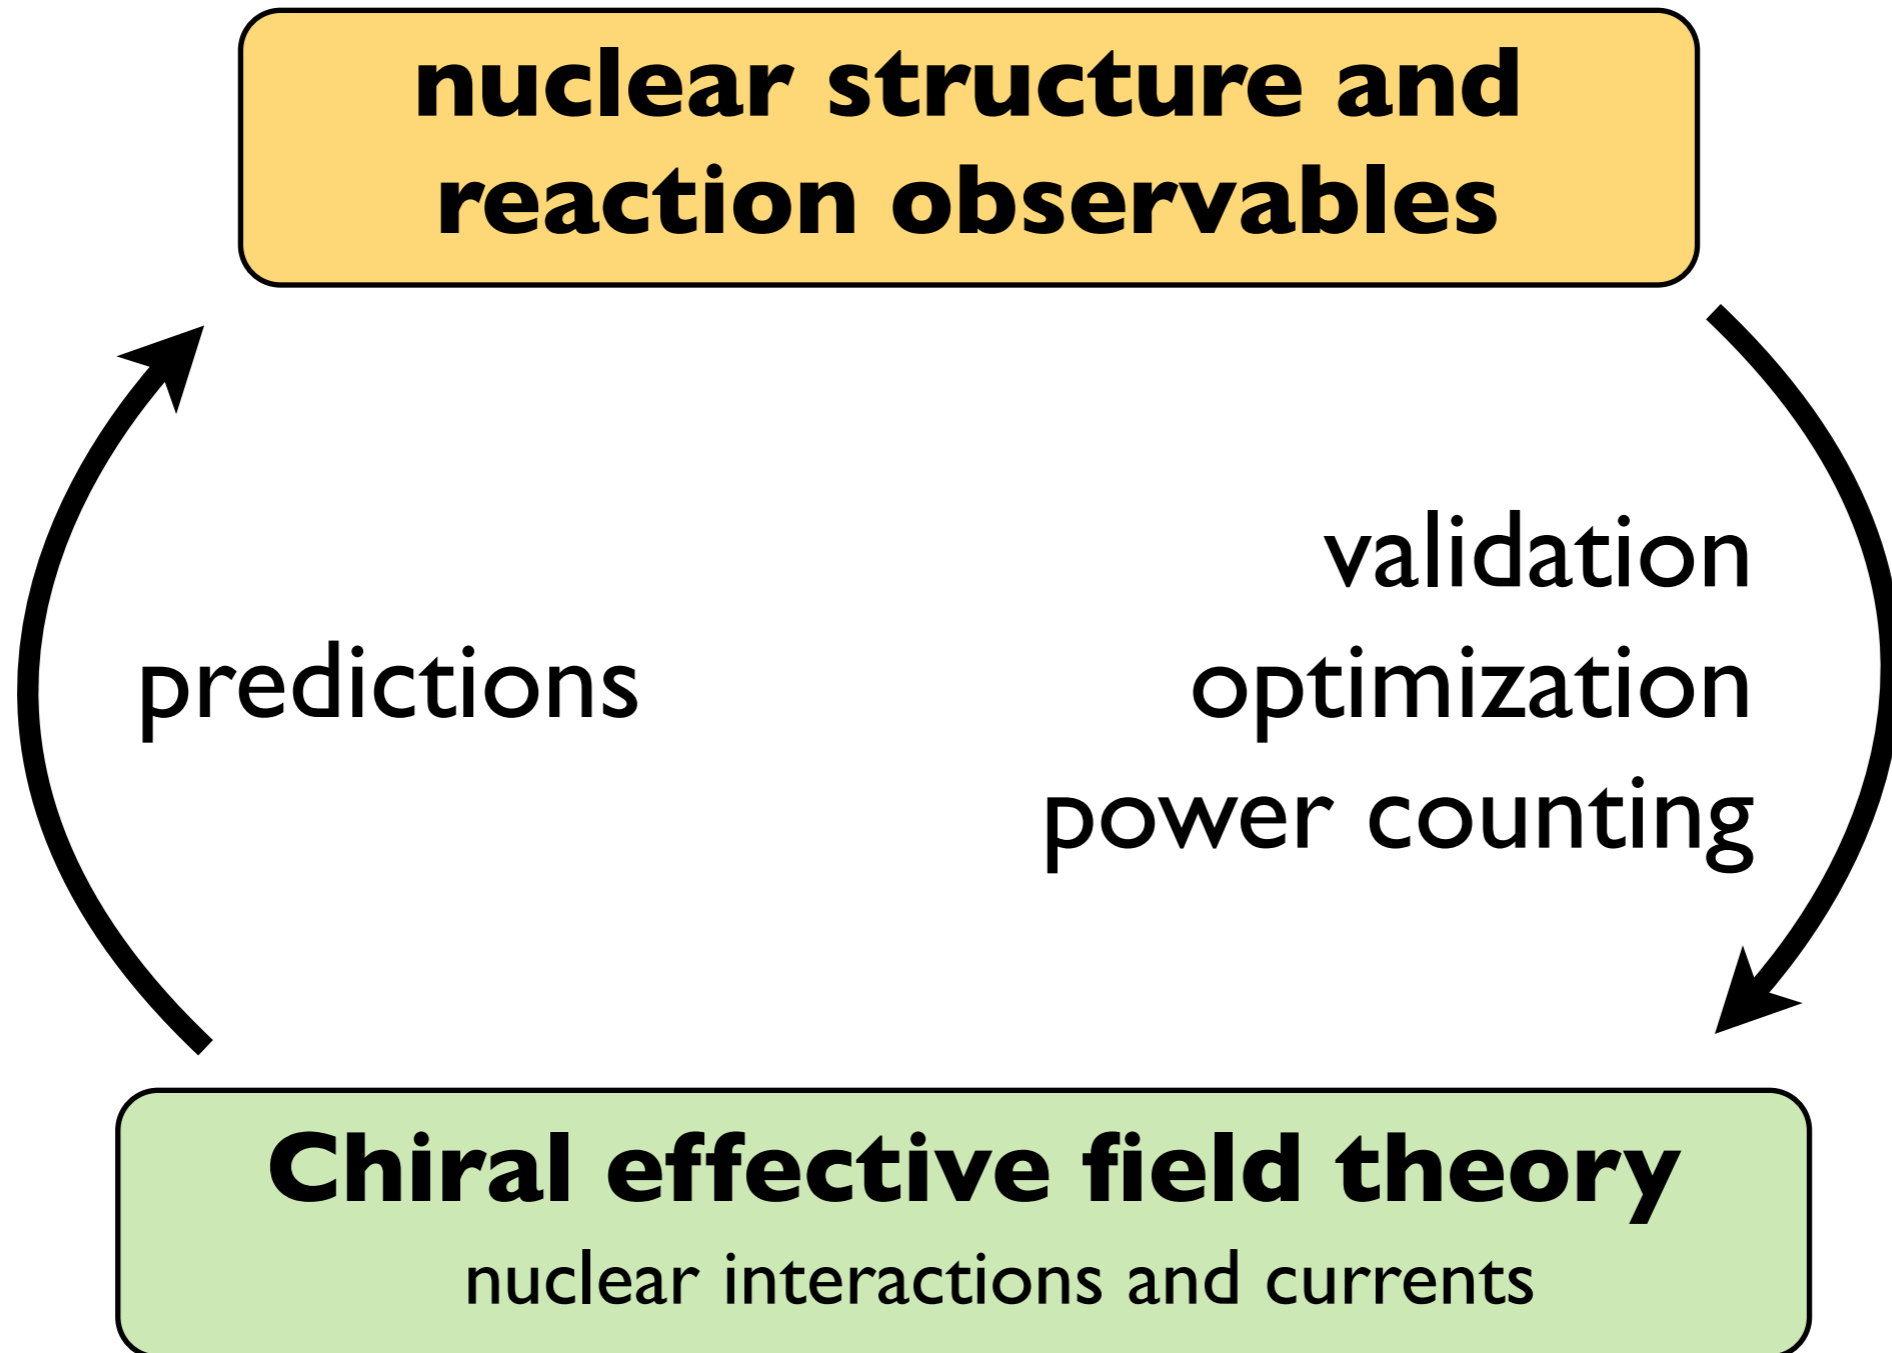 nuclear structure and
reaction observables
predictions
validation
optimization
power counting
Chiral effective field theory
nuclear interactions and currents